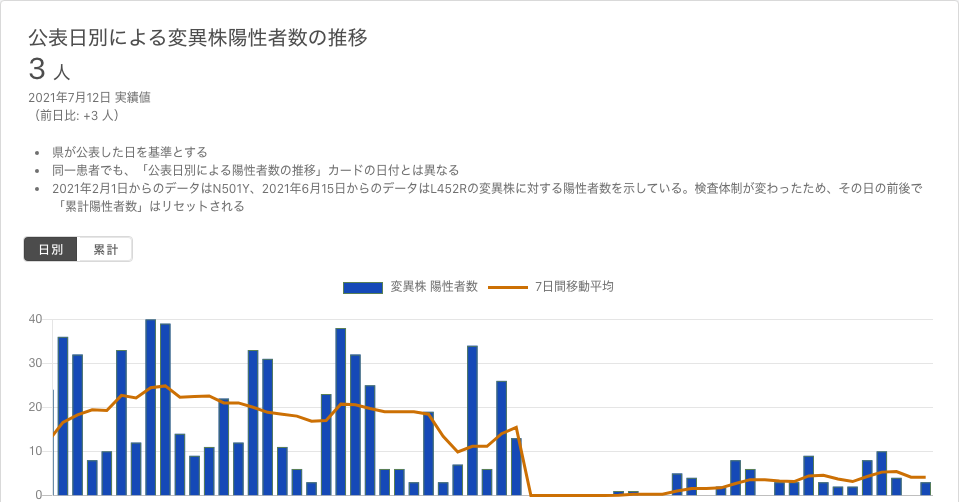 公表日別による変異株陽性者数の推移
3 人
2021年7月12日 実績値
（前日比: +3 人）
県が公表した日を基準とする
同一患者でも、「公表日別による陽性者数の推移」カードの日付とは異なる
2021年2月1日からのデータはN501Y、2021年6月15日からのデータはL452Rの変異株に対する陽性者数を示している。検査体制が変わったため、その日の前後で
「累計陽性者数」はリセットされる
日別 累計
変異株 陽性者数 7日間移動平均
40
30
20
10
0